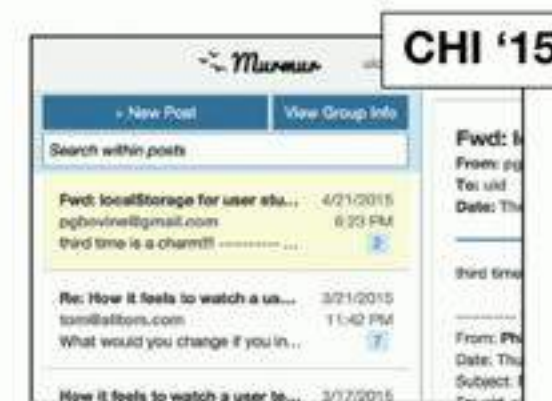 Murmur
CHI '15
+ New Post
View Group Info
Search within posts
Fwd: localStorage for user stu...
4/21/2015
pgbovine@gmail.com
6:23 PM
third time is a charm!!! ---------- ...
2
Re: How it feels to watch a us...
3/21/2015
11:42 PM
What would you change if you in...
7
How it feels to watch a user te...
3/17/2015
Fwd:
From: pg
To: uid
Date: Thu
third time
From: Ph
Date: Thu
Subject: